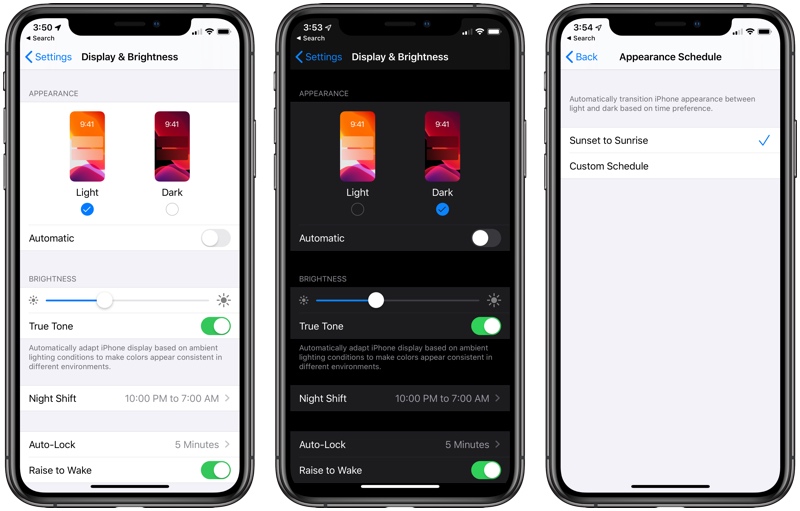 3:50
Search
Settings
Display & Brightness
APPEARANCE
9:41
9:41
Light
Dark
Automatic
BRIGHTNESS
True Tone
Automatically adapt iPhone display based on ambient
lighting conditions to make colors appear consistent in
different environments.
Night Shift
10:00 PM to 7:00 AM
Auto-Lock
5 Minutes
Raise to Wake
3:53
Search
Settings
Display & Brightness
APPEARANCE
9:41
9:41
Light
Dark
Automatic
BRIGHTNESS
True Tone
Automatically adapt iPhone display based on ambient
lighting conditions to make colors appear consistent in
different environments.
Night Shift
10:00 PM to 7:00 AM
Auto-Lock
5 Minutes
Raise to Wake
3:54
Search
Back
Appearance Schedule
Automatically transition iPhone appearance between
light and dark based on time preference.
Sunset to Sunrise
Custom Schedule